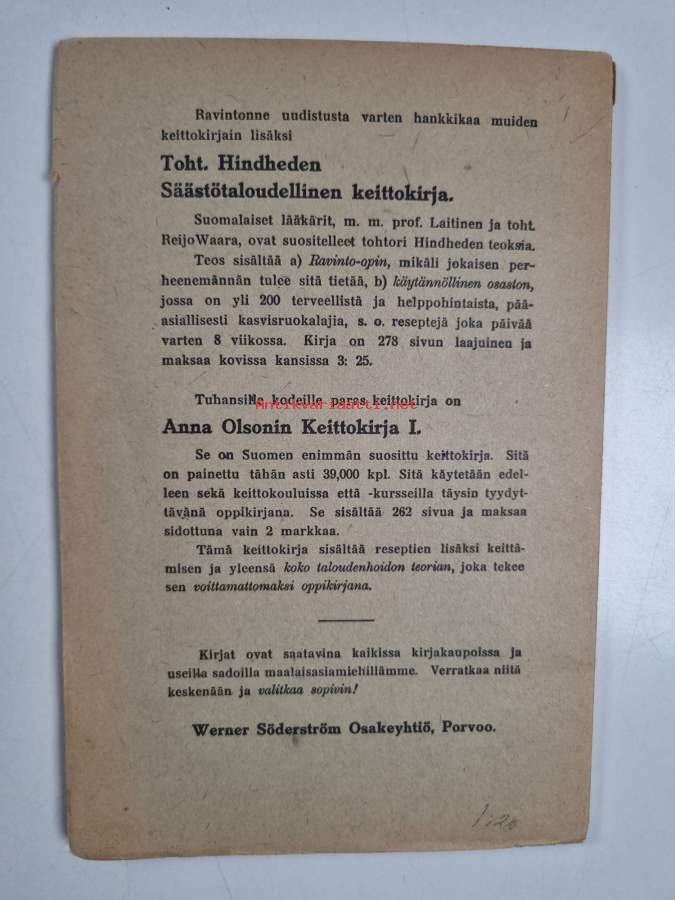 Ravintonne uudistusta varten hankkikaa muiden
keittokirjain lisäksi
Toht. Hindheden
Säästötaloudellinen keittokirja.
Suomalaiset lääkärit, m. m. prof. Laitinen ja toht.
Reijo Waara, ovat suositelleet tohtori Hindheden teoksia.
Teos sisältää a) Ravinto-opin, mikäli jokaisen per-
heenemännän tulee sitä tietää, b) käytännöllinen osaston,
jossa on yli 200 terveellistä ja helppohintaista, pää-
asiallisesti kasvisruokalajia, s. o. reseptejä joka päivää
varten 8 viikossa. Kirja on 278 sivun laajuinen ja
maksaa kovissa kansissa 3: 25.
Tuhansille kodeille paras keittokirja on
Antikvariaatti.net
Anna Olsonin Keittokirja I.
Se on Suomen enimmän suosittu keittokirja. Sitä
on painettu tähän asti 39,000 kpl. Sitä käytetään edel-
leen sekä keittokouluissa että -kursseilla täysin tyydyt-
tävänä oppikirjana. Se sisältää 262 sivua ja maksaa
sidottuna vain 2 markkaa.
Tämä keittokirja sisältää reseptien lisäksi keittä-
misen ja yleensä koko taloudenhoidon teorian, joka tekee
sen voittamattomaksi oppikirjana.
Kirjat ovat saatavina kaikissa kirjakaupoissa ja
useilla sadoilla maalaisasiamiehillämme. Verratkaa niitä
keskenään ja valitkaa sopivin!
Werner Söderström Osakeyhtiö, Porvoo.
1:20